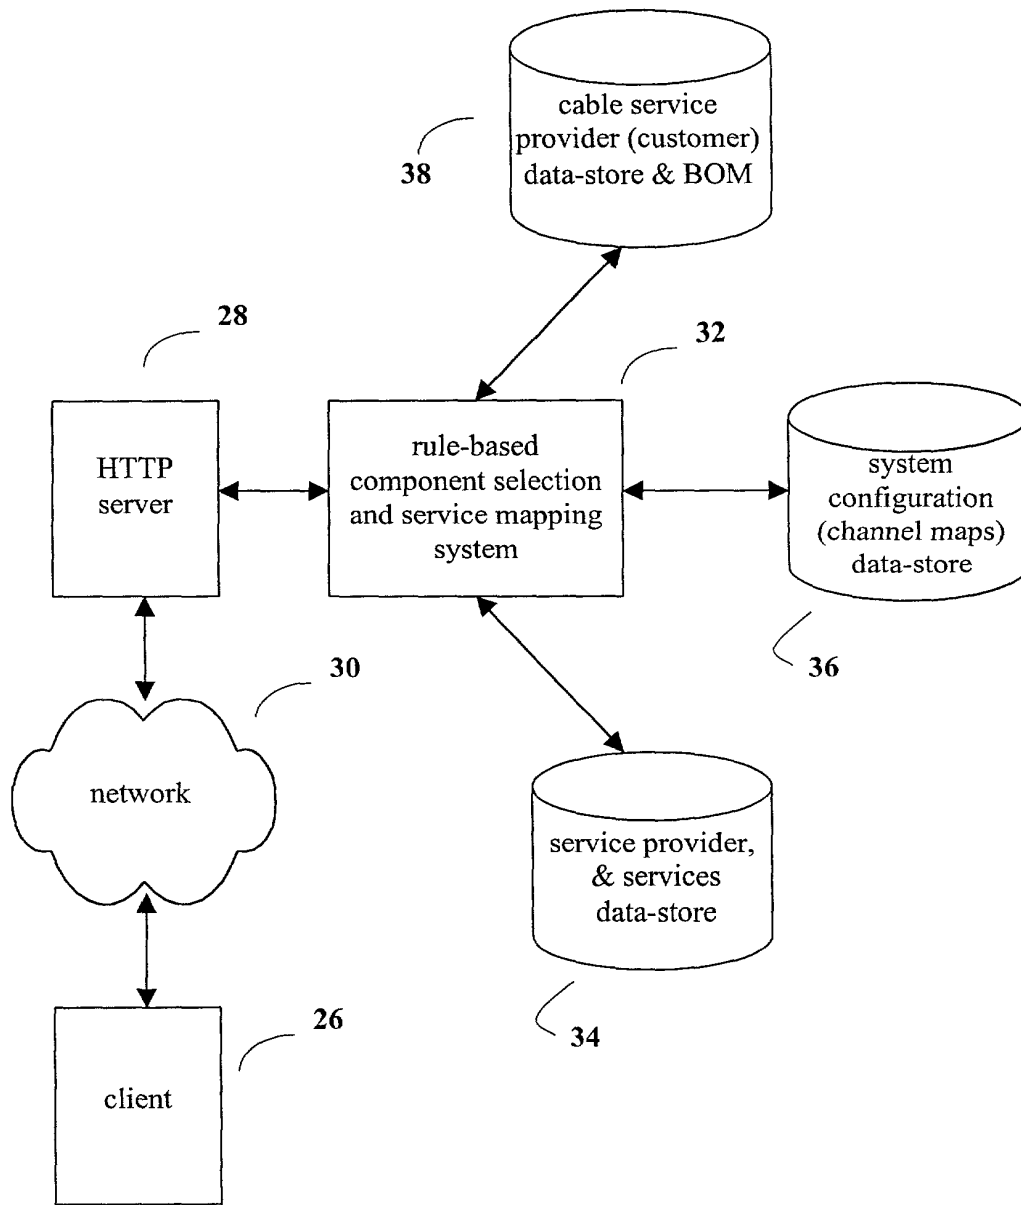 cable service
provider (customer)
data-store & BOM
38
28
32
HTTP
server
rule-based
component selection
and service mapping
system
system
configuration
(channel maps)
data-store
36
30
network
service provider,
& services
data-store
34
26
client